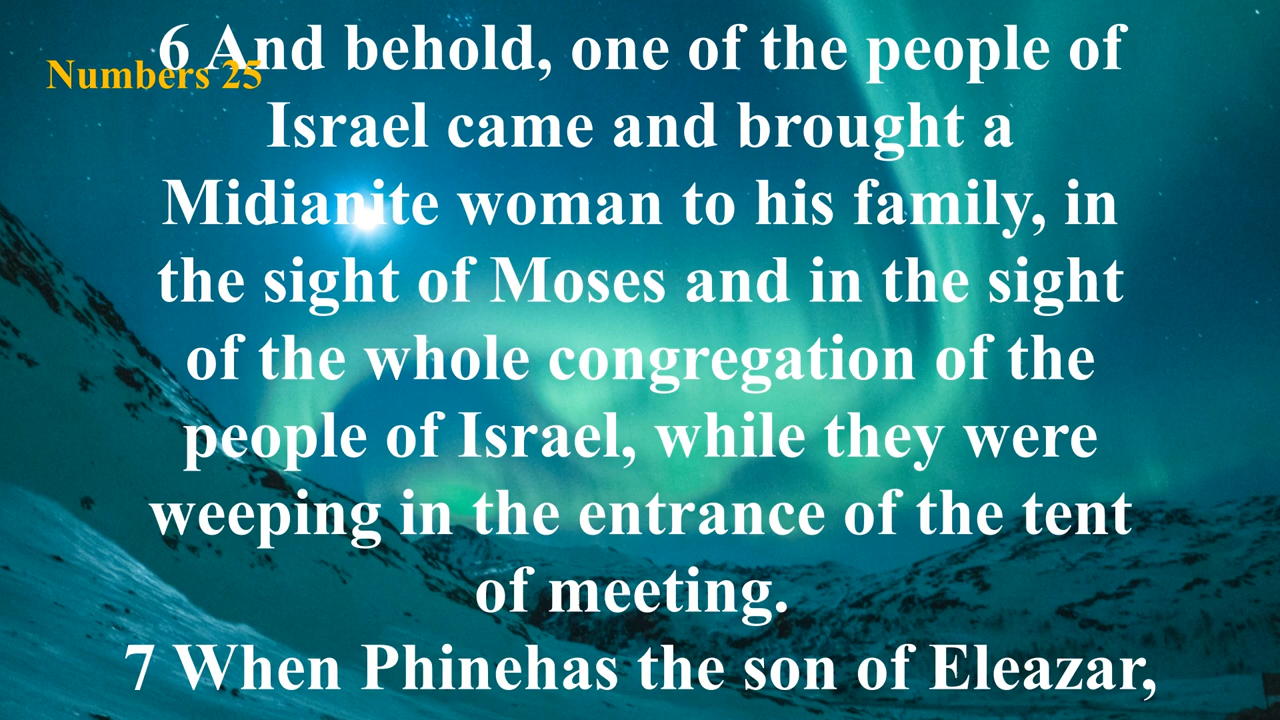 6 And behold, one of the people of
Numbers 25
Israel came and brought a
Midianite woman to his family, in
the sight of Moses and in the sight
of the whole congregation of the
people of Israel, while they were
weeping in the entrance of the tent
of meeting.
7 When Phinehas the son of Eleazar,